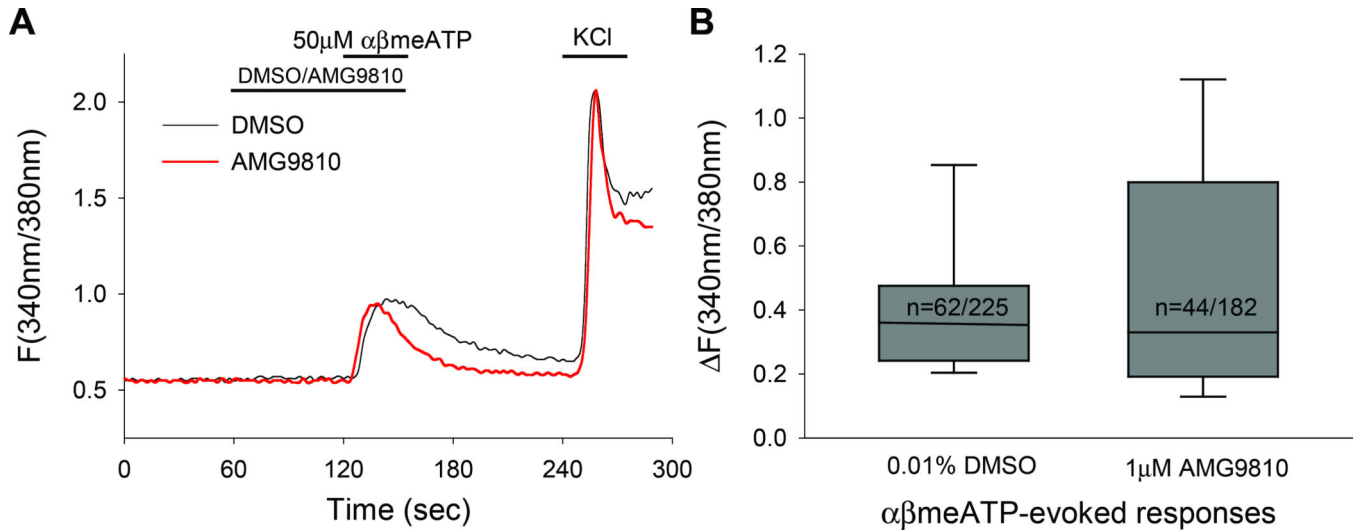 A
50μM αβmeATP
KCl
DMSO/AMG9810
DMSO
AMG9810
F(340nm/380nm)
2.0
1.5
1.0
0.5
0
60
120
180
240
300
Time (sec)
B
ΔF(340nm/380nm)
1.2
1.0
0.8
0.6
0.4
0.2
0.0
n=62/225
n=44/182
0.01% DMSO
1μM AMG9810
αβmeATP-evoked responses